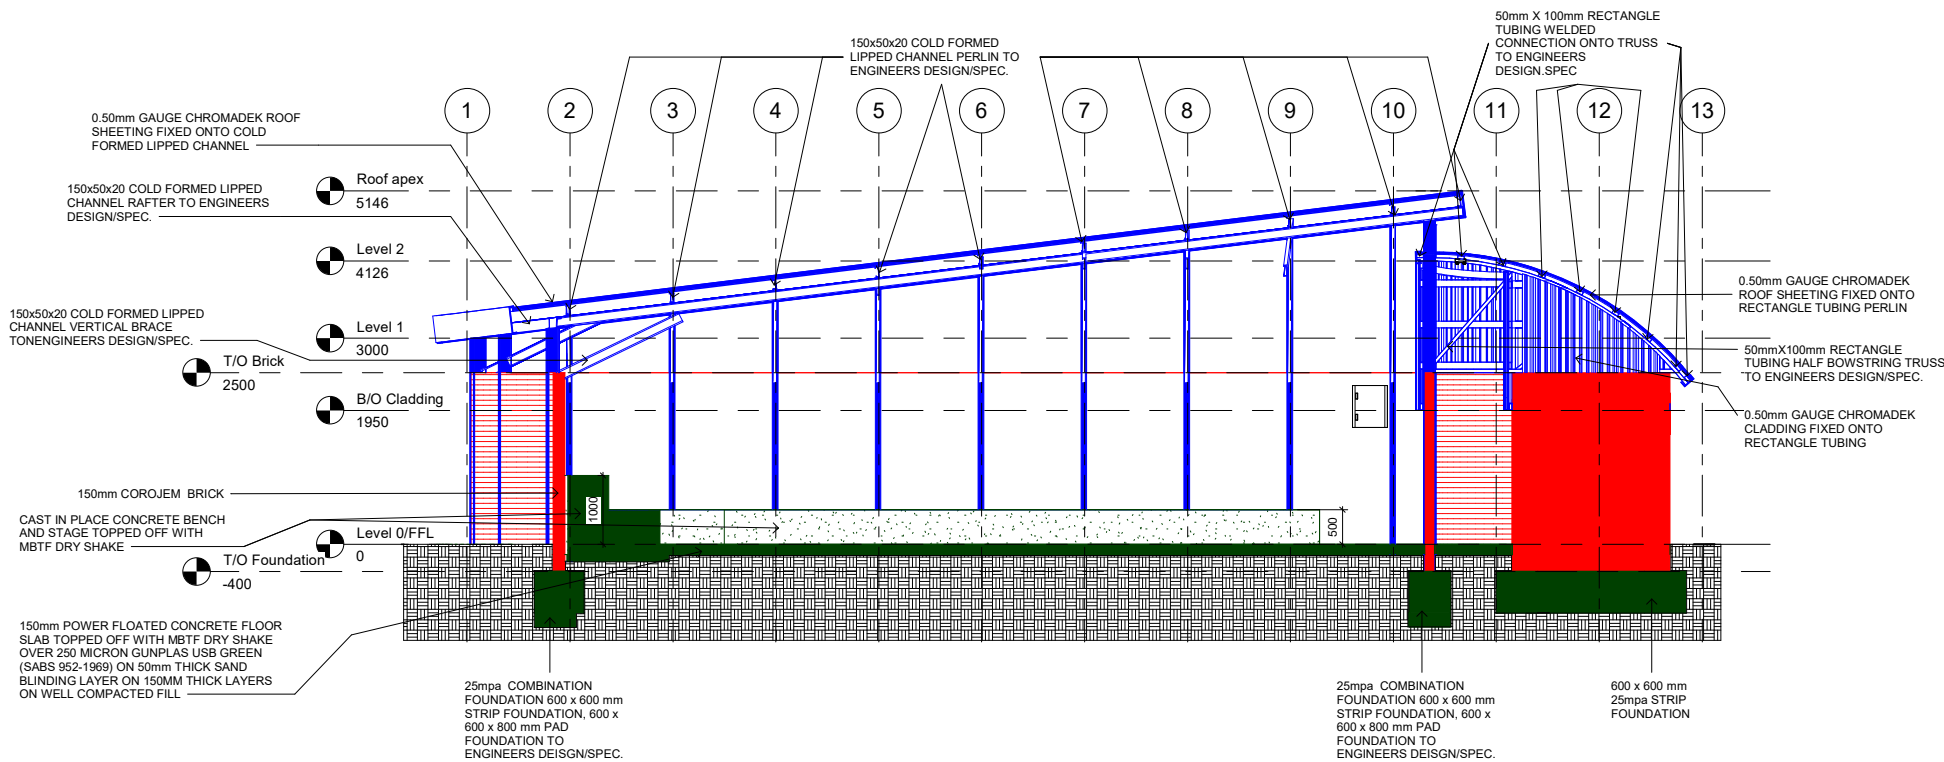 50mm X 100mm RECTANGLE
TUBING WELDED
CONNECTION ONTO TRUSS
TO ENGINEERS
DESIGN.SPEC
150x50x20 COLD FORMED
LIPPED CHANNEL PERLIN TO
ENGINEERS DESIGN/SPEC.
1
2
3
4
5
6
7
8
9
10
11
12
13
0.50mm GAUGE CHROMADEK ROOF
SHEETING FIXED ONTO COLD
FORMED LIPPED CHANNEL
150x50x20 COLD FORMED LIPPED
CHANNEL RAFTER TO ENGINEERS
DESIGN/SPEC.
Roof apex
5146
Level 2
4126
150x50x20 COLD FORMED LIPPED
CHANNEL VERTICAL BRACE
TONENGINEERS DESIGN/SPEC.
Level 1
3000
T/O Brick
2500
B/O Cladding
1950
0.50mm GAUGE CHROMADEK
ROOF SHEETING FIXED ONTO
RECTANGLE TUBING PERLIN
50mmX100mm RECTANGLE
TUBING HALF BOWSTRING TRUSS
TO ENGINEERS DESIGN/SPEC.
0.50mm GAUGE CHROMADEK
CLADDING FIXED ONTO
RECTANGLE TUBING
150mm COROJEM BRICK
CAST IN PLACE CONCRETE BENCH
AND STAGE TOPPED OFF WITH
MBTF DRY SHAKE
1000
500
Level 0/FFL
0
T/O Foundation
-400
150mm POWER FLOATED CONCRETE FLOOR
SLAB TOPPED OFF WITH MBTF DRY SHAKE
OVER 250 MICRON GUNPLAS USB GREEN
(SABS 952-1969) ON 50mm THICK SAND
BLINDING LAYER ON 150MM THICK LAYERS
ON WELL COMPACTED FILL
25mpa COMBINATION
FOUNDATION 600 x 600 mm
STRIP FOUNDATION, 600 x
600 x 800 mm PAD
FOUNDATION TO
ENGINEERS DEISGN/SPEC.
25mpa COMBINATION
FOUNDATION 600 x 600 mm
STRIP FOUNDATION, 600 x
600 x 800 mm PAD
FOUNDATION TO
ENGINEERS DEISGN/SPEC.
600 x 600 mm
25mpa STRIP
FOUNDATION